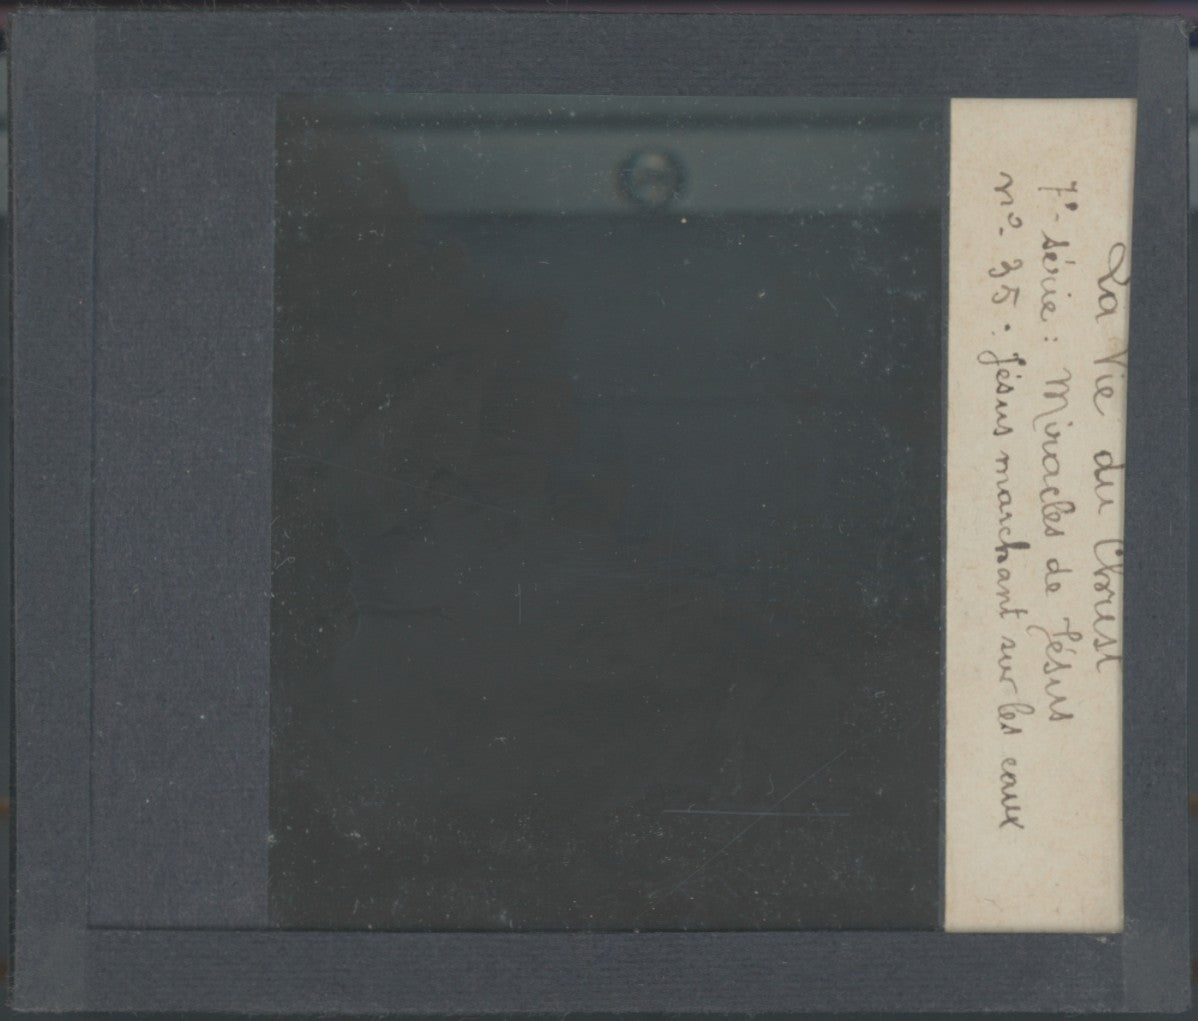 La Vie du Christ
7e série : Miracles de Jésus
n° 35 : Jésus marchant sur les eaux